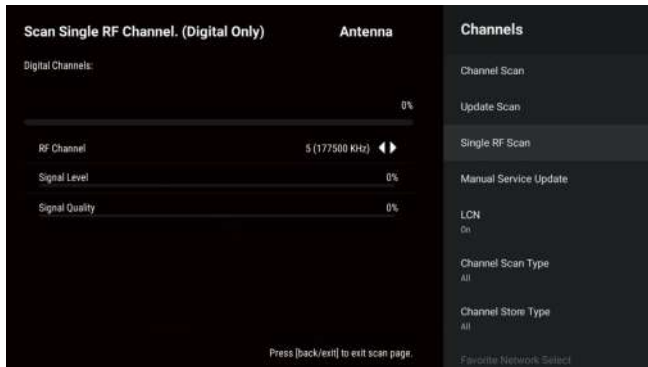 Scan Single RF Channel. (Digital Only)
Antenna
Digital Channels:
0%
RF Channel
5 (177500 KHz)
Signal Level
0%
Signal Quality
0%
Press [back/exit] to exit scan page.
Channels
Channel Scan
Update Scan
Single RF Scan
Manual Service Update
LCN
On
Channel Scan Type
All
Channel Store Type
All
Favorite Network Select